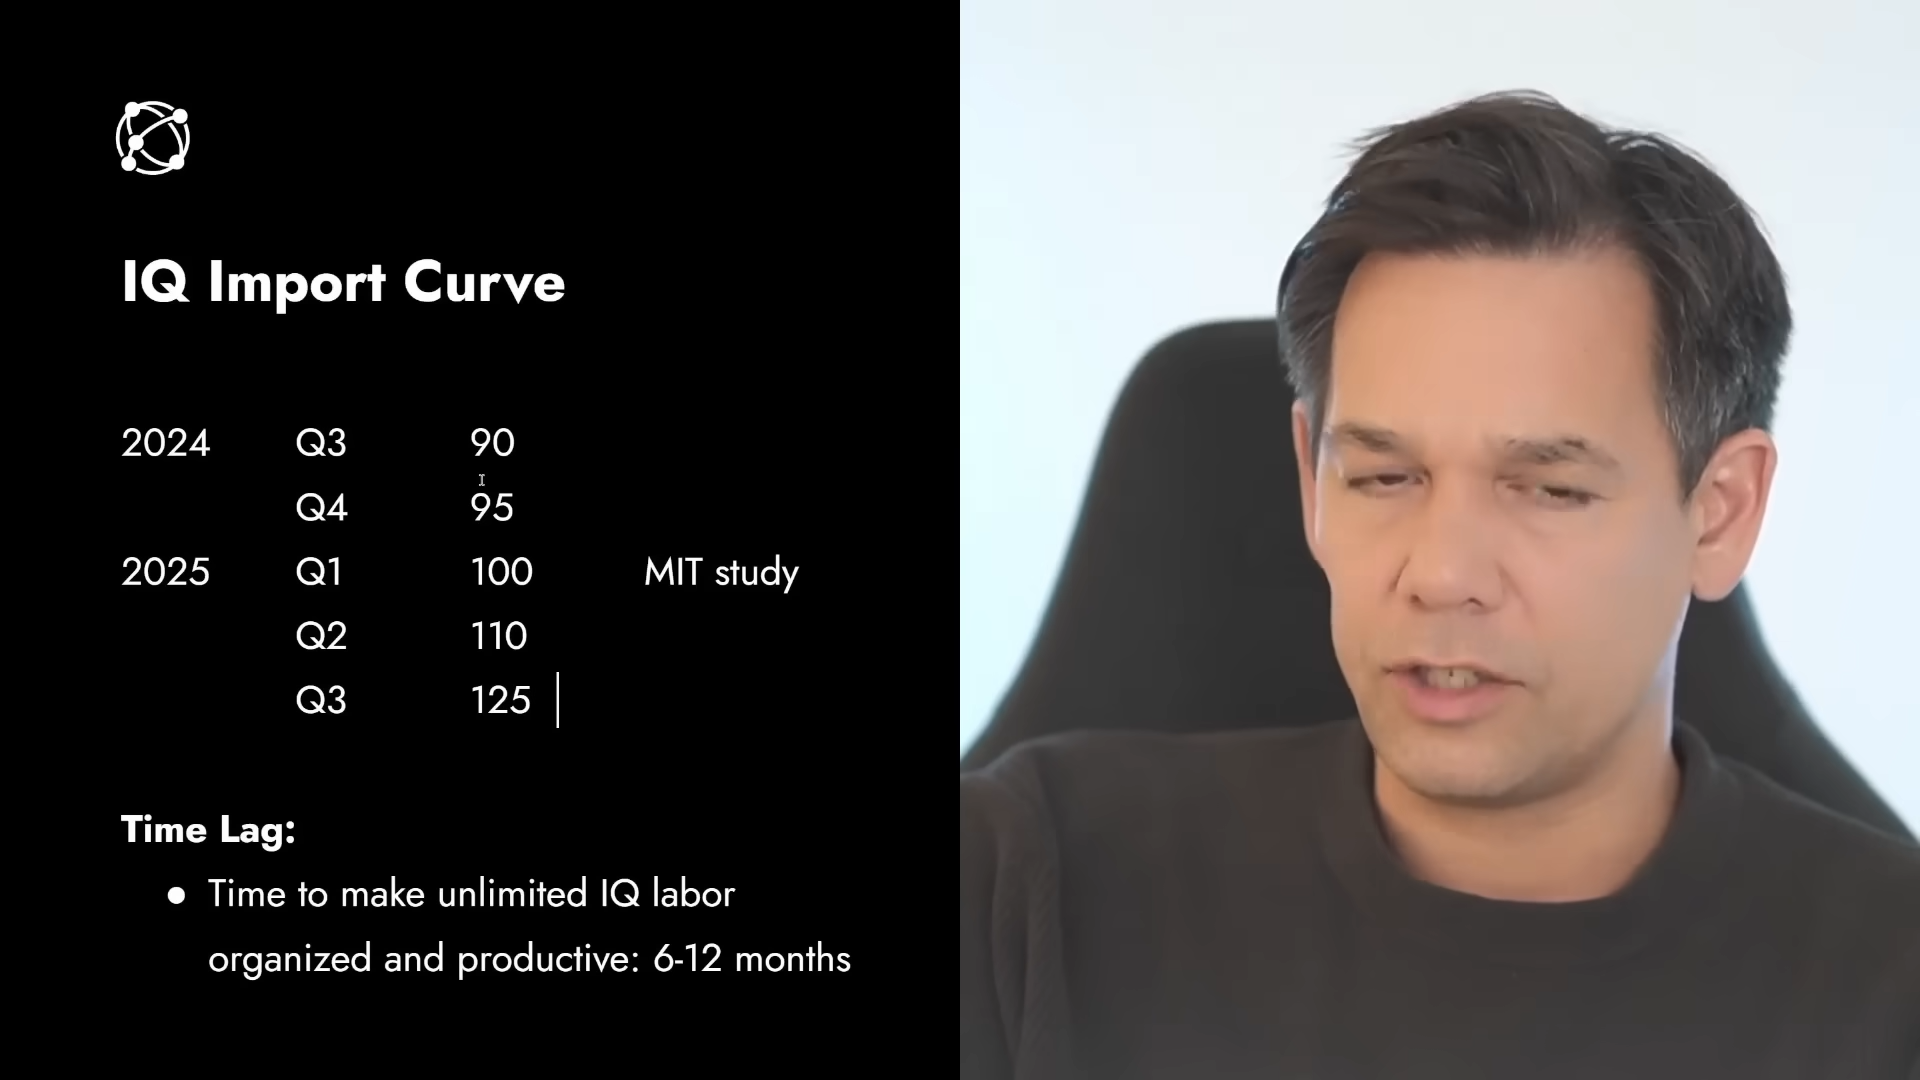 IQ Import Curve
2024 Q3 90
Q4 95
2025 Q1 100 MIT study
Q2 110
Q3 125
Time Lag:
● Time to make unlimited IQ labor
organized and productive: 6-12 months